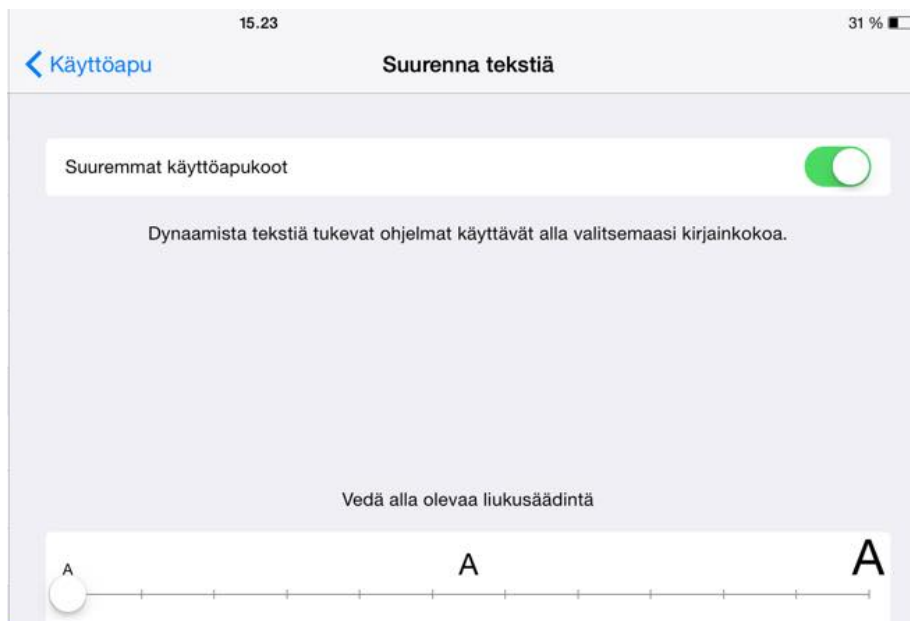 15.23 31 %
Käyttöapu Suurenna tekstiä
Suuremmat käyttöapukoot
Dynaamista tekstiä tukevat ohjelmat käyttävät alla valitsemaasi kirjainkokoa.
Vedä alla olevaa liukusäädintä
A A A